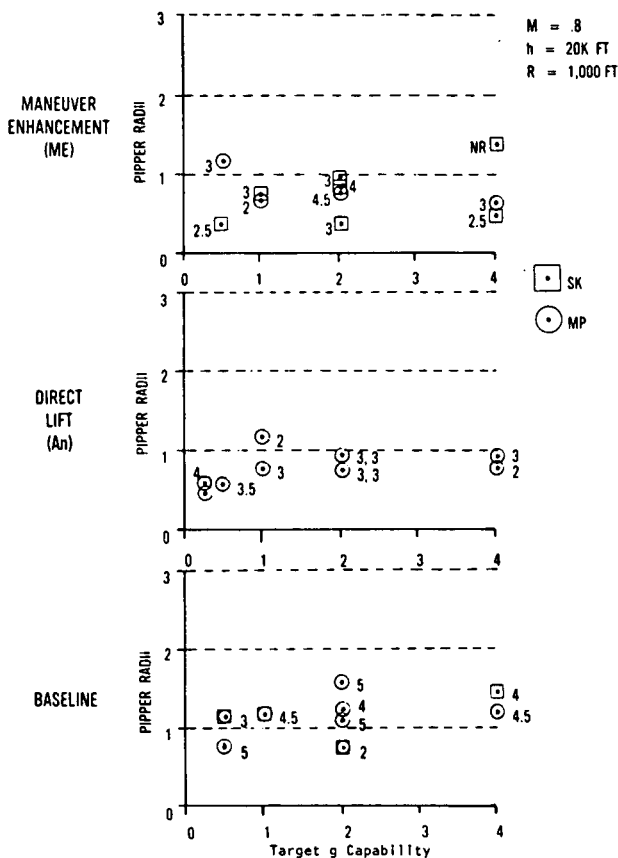 M = .8
h = 20K FT
R = 1,000 FT
MANEUVER
ENHANCEMENT
(ME)
PIPPER RADII
3
2
1
0
3
2.5
3
2
3
4
4.5
3
NR
3
2.5
0 1 2 3 4
SK
MP
DIRECT
LIFT
(An)
PIPPER RADII
3
2
1
0
4
3.5
2
3
3, 3
3, 3
3
2
0 1 2 3 4
BASELINE
PIPPER RADII
3
2
1
0
3
5
4.5
5
4
5
2
4
4.5
0 1 2 3 4
Target g Capability